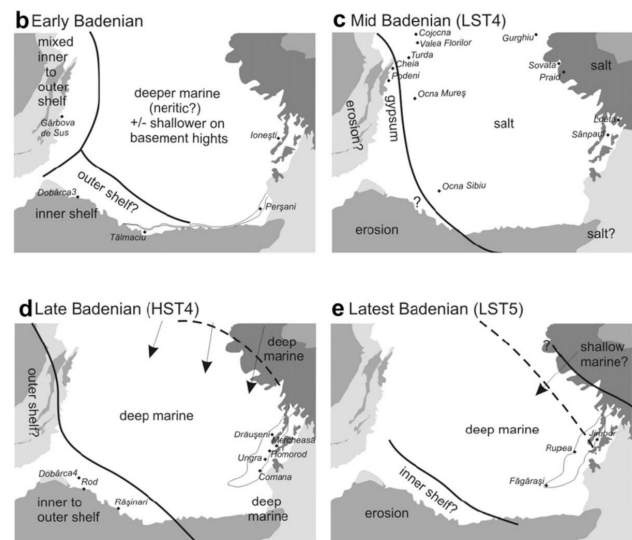 b Early Badenian
mixed
inner
to
outer
shelf
deeper marine
(neritic?)
+/- shallower on
basement hights
Gârbova
de Sus
Ionești
outer shelf?
Dobârca3
inner shelf
Perșani
Tălmaciu
c Mid Badenian (LST4)
Cojocna
Valea Florilor
Gurghiu
Turda
Cheia
Podeni
Sovata
Praid
salt
erosion?
gypsum
Ocna Mureș
salt
Lueta
Sânpaul
Ocna Sibiu
?
erosion
salt?
d Late Badenian (HST4)
deep
marine
outer shelf?
deep marine
Drăușeni
Mercheașa
Homorod
Ungra
Comana
Dobârca4
Rod
Rășinari
inner to
outer shelf
deep
marine
e Latest Badenian (LST5)
?
shallow
marine?
deep marine
Jimbor
Rupea
Făgărași
inner shelf?
erosion